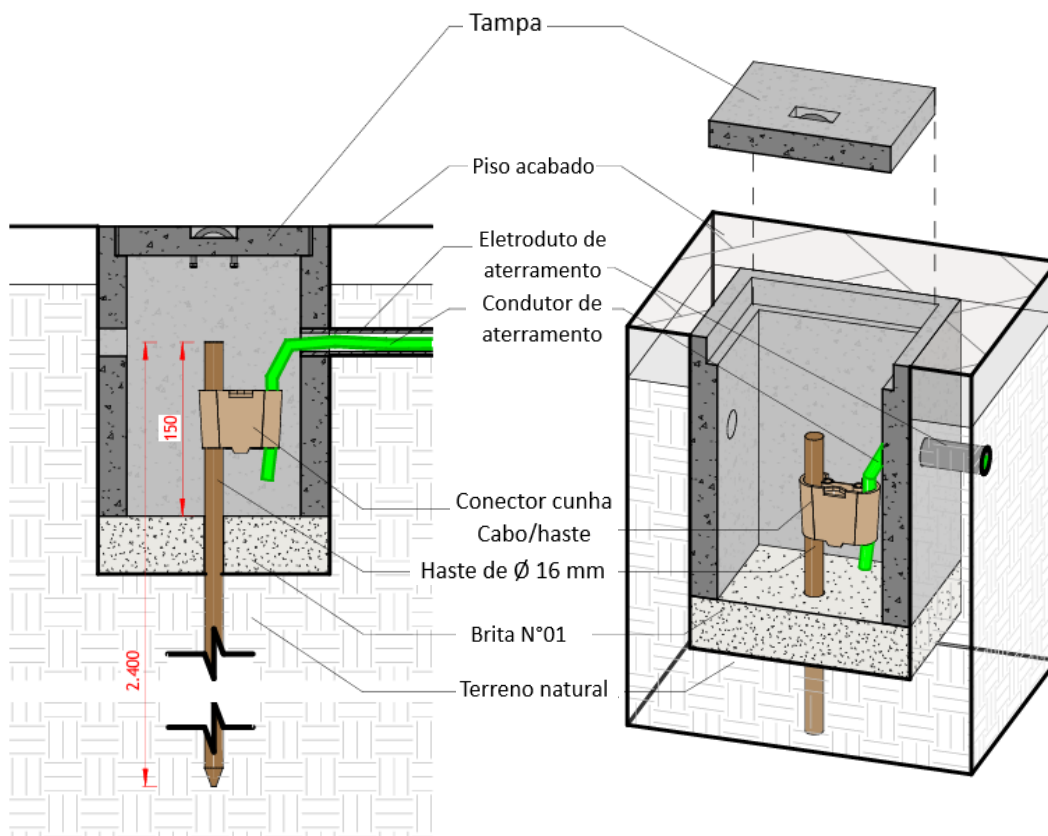 Tampa
Piso acabado
Eletroduto de
aterramento
Condutor de
aterramento
150
Conector cunha
Cabo/haste
Haste de Ø 16 mm
Brita N°01
2.400
Terreno natural